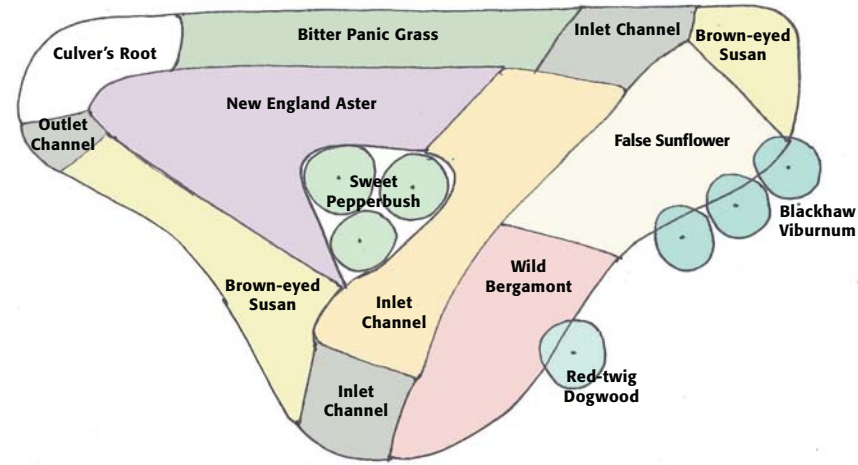 Culver's Root
Bitter Panic Grass
Inlet Channel
Brown-eyed
Susan
New England Aster
Outlet
Channel
False Sunflower
Sweet
Pepperbush
Blackhaw
Viburnum
Brown-eyed
Susan
Wild
Bergamont
Inlet
Channel
Red-twig
Dogwood
Inlet
Channel